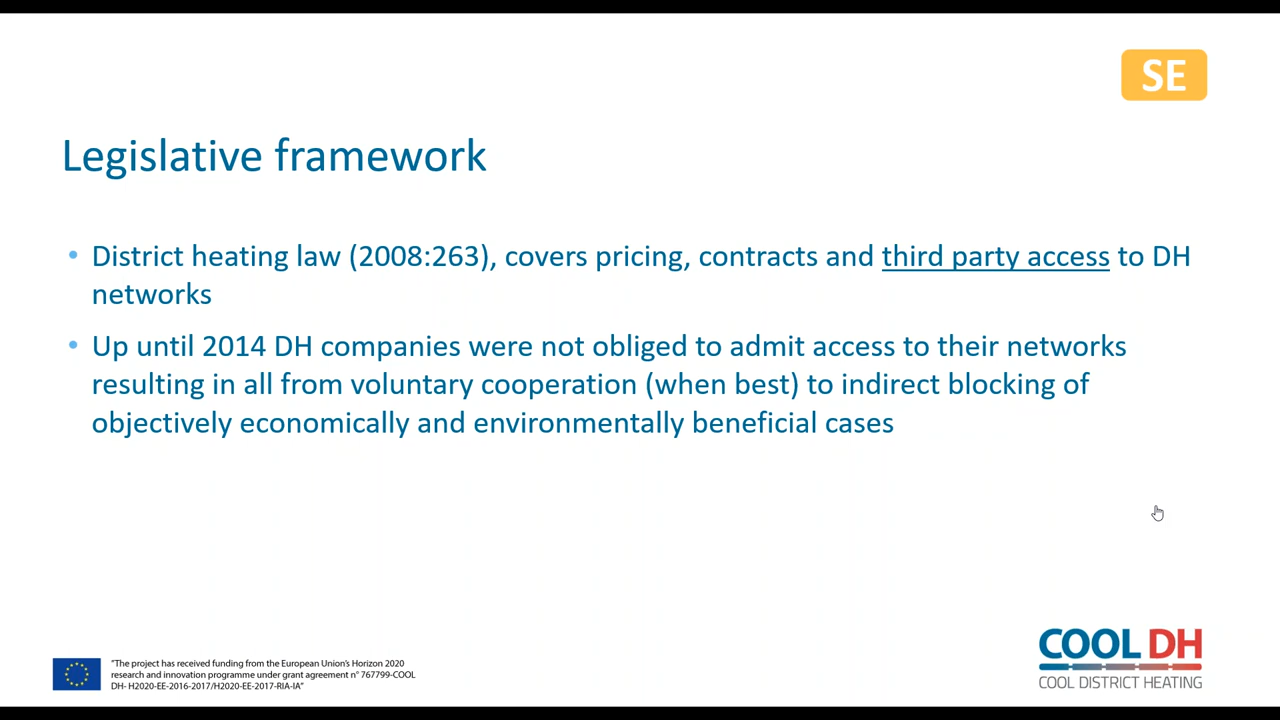 SE
Legislative framework
• District heating law (2008:263), covers pricing, contracts and third party access to DH
networks
• Up until 2014 DH companies were not obliged to admit access to their networks
resulting in all from voluntary cooperation (when best) to indirect blocking of
objectively economically and environmentally beneficial cases
"The project has received funding from the European Union's Horizon 2020
research and innovation programme under grant agreement n° 767799-COOL
DH- H2020-EE-2016-2017/H2020-EE-2017-RIA-IA"
COOL DH
COOL DISTRICT HEATING